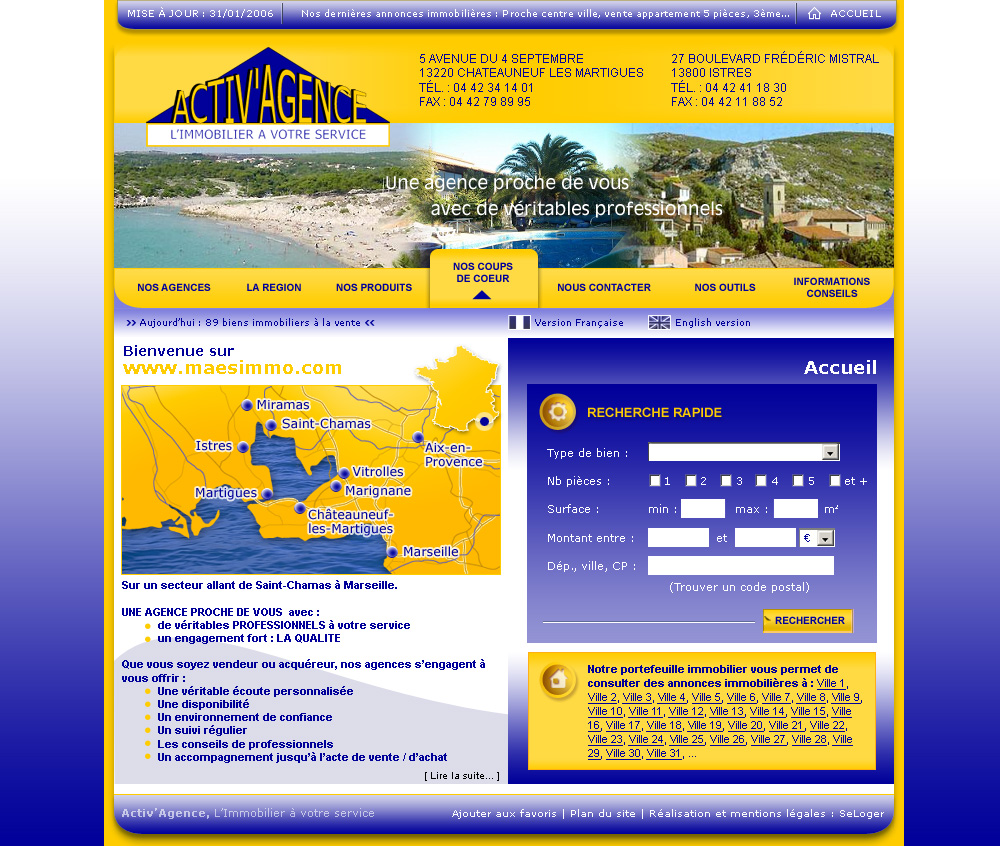 MISE À JOUR : 31/01/2006
Nos dernières annonces immobilières : Proche centre ville, vente appartement 5 pièces, 3ème...
ACCUEIL
ACTIV'AGENCE
L'IMMOBILIER A VOTRE SERVICE
5 AVENUE DU 4 SEPTEMBRE
13220 CHATEAUNEUF LES MARTIGUES
TÉL. : 04 42 34 14 01
FAX : 04 42 79 89 95
27 BOULEVARD FRÉDÉRIC MISTRAL
13800 ISTRES
TÉL. : 04 42 41 18 30
FAX : 04 42 11 88 52
Une agence proche de vous
avec de véritables professionnels
NOS AGENCES
LA REGION
NOS PRODUITS
NOS COUPS
DE COEUR
NOUS CONTACTER
NOS OUTILS
INFORMATIONS
CONSEILS
>> Aujourd'hui : 89 biens immobiliers à la vente <<
Version Française
English version
Bienvenue sur
www.maesimmo.com
Miramas
Saint-Chamas
Istres
Aix-en-
Provence
Vitrolles
Martigues
Marignane
Châteauneuf-
les-Martigues
Marseille
Sur un secteur allant de Saint-Chamas à Marseille.
UNE AGENCE PROCHE DE VOUS avec :
de véritables PROFESSIONNELS à votre service
un engagement fort : LA QUALITE
Que vous soyez vendeur ou acquéreur, nos agences s'engagent à
vous offrir :
Une véritable écoute personnalisée
Une disponibilité
Un environnement de confiance
Un suivi régulier
Les conseils de professionnels
Un accompagnement jusqu'à l'acte de vente / d'achat
[ Lire la suite... ]
Accueil
RECHERCHE RAPIDE
Type de bien :
Nb pièces : 1 2 3 4 5 et +
Surface : min : max : m²
Montant entre : et €
Dép., ville, CP :
(Trouver un code postal)
RECHERCHER
Notre portefeuille immobilier vous permet de
consulter des annonces immobilières à : Ville 1,
Ville 2, Ville 3, Ville 4, Ville 5, Ville 6, Ville 7, Ville 8, Ville 9,
Ville 10, Ville 11, Ville 12, Ville 13, Ville 14, Ville 15, Ville
16, Ville 17, Ville 18, Ville 19, Ville 20, Ville 21, Ville 22,
Ville 23, Ville 24, Ville 25, Ville 26, Ville 27, Ville 28, Ville
29, Ville 30, Ville 31, ...
Activ'Agence, L'Immobilier à votre service
Ajouter aux favoris | Plan du site | Réalisation et mentions légales : SeLoger